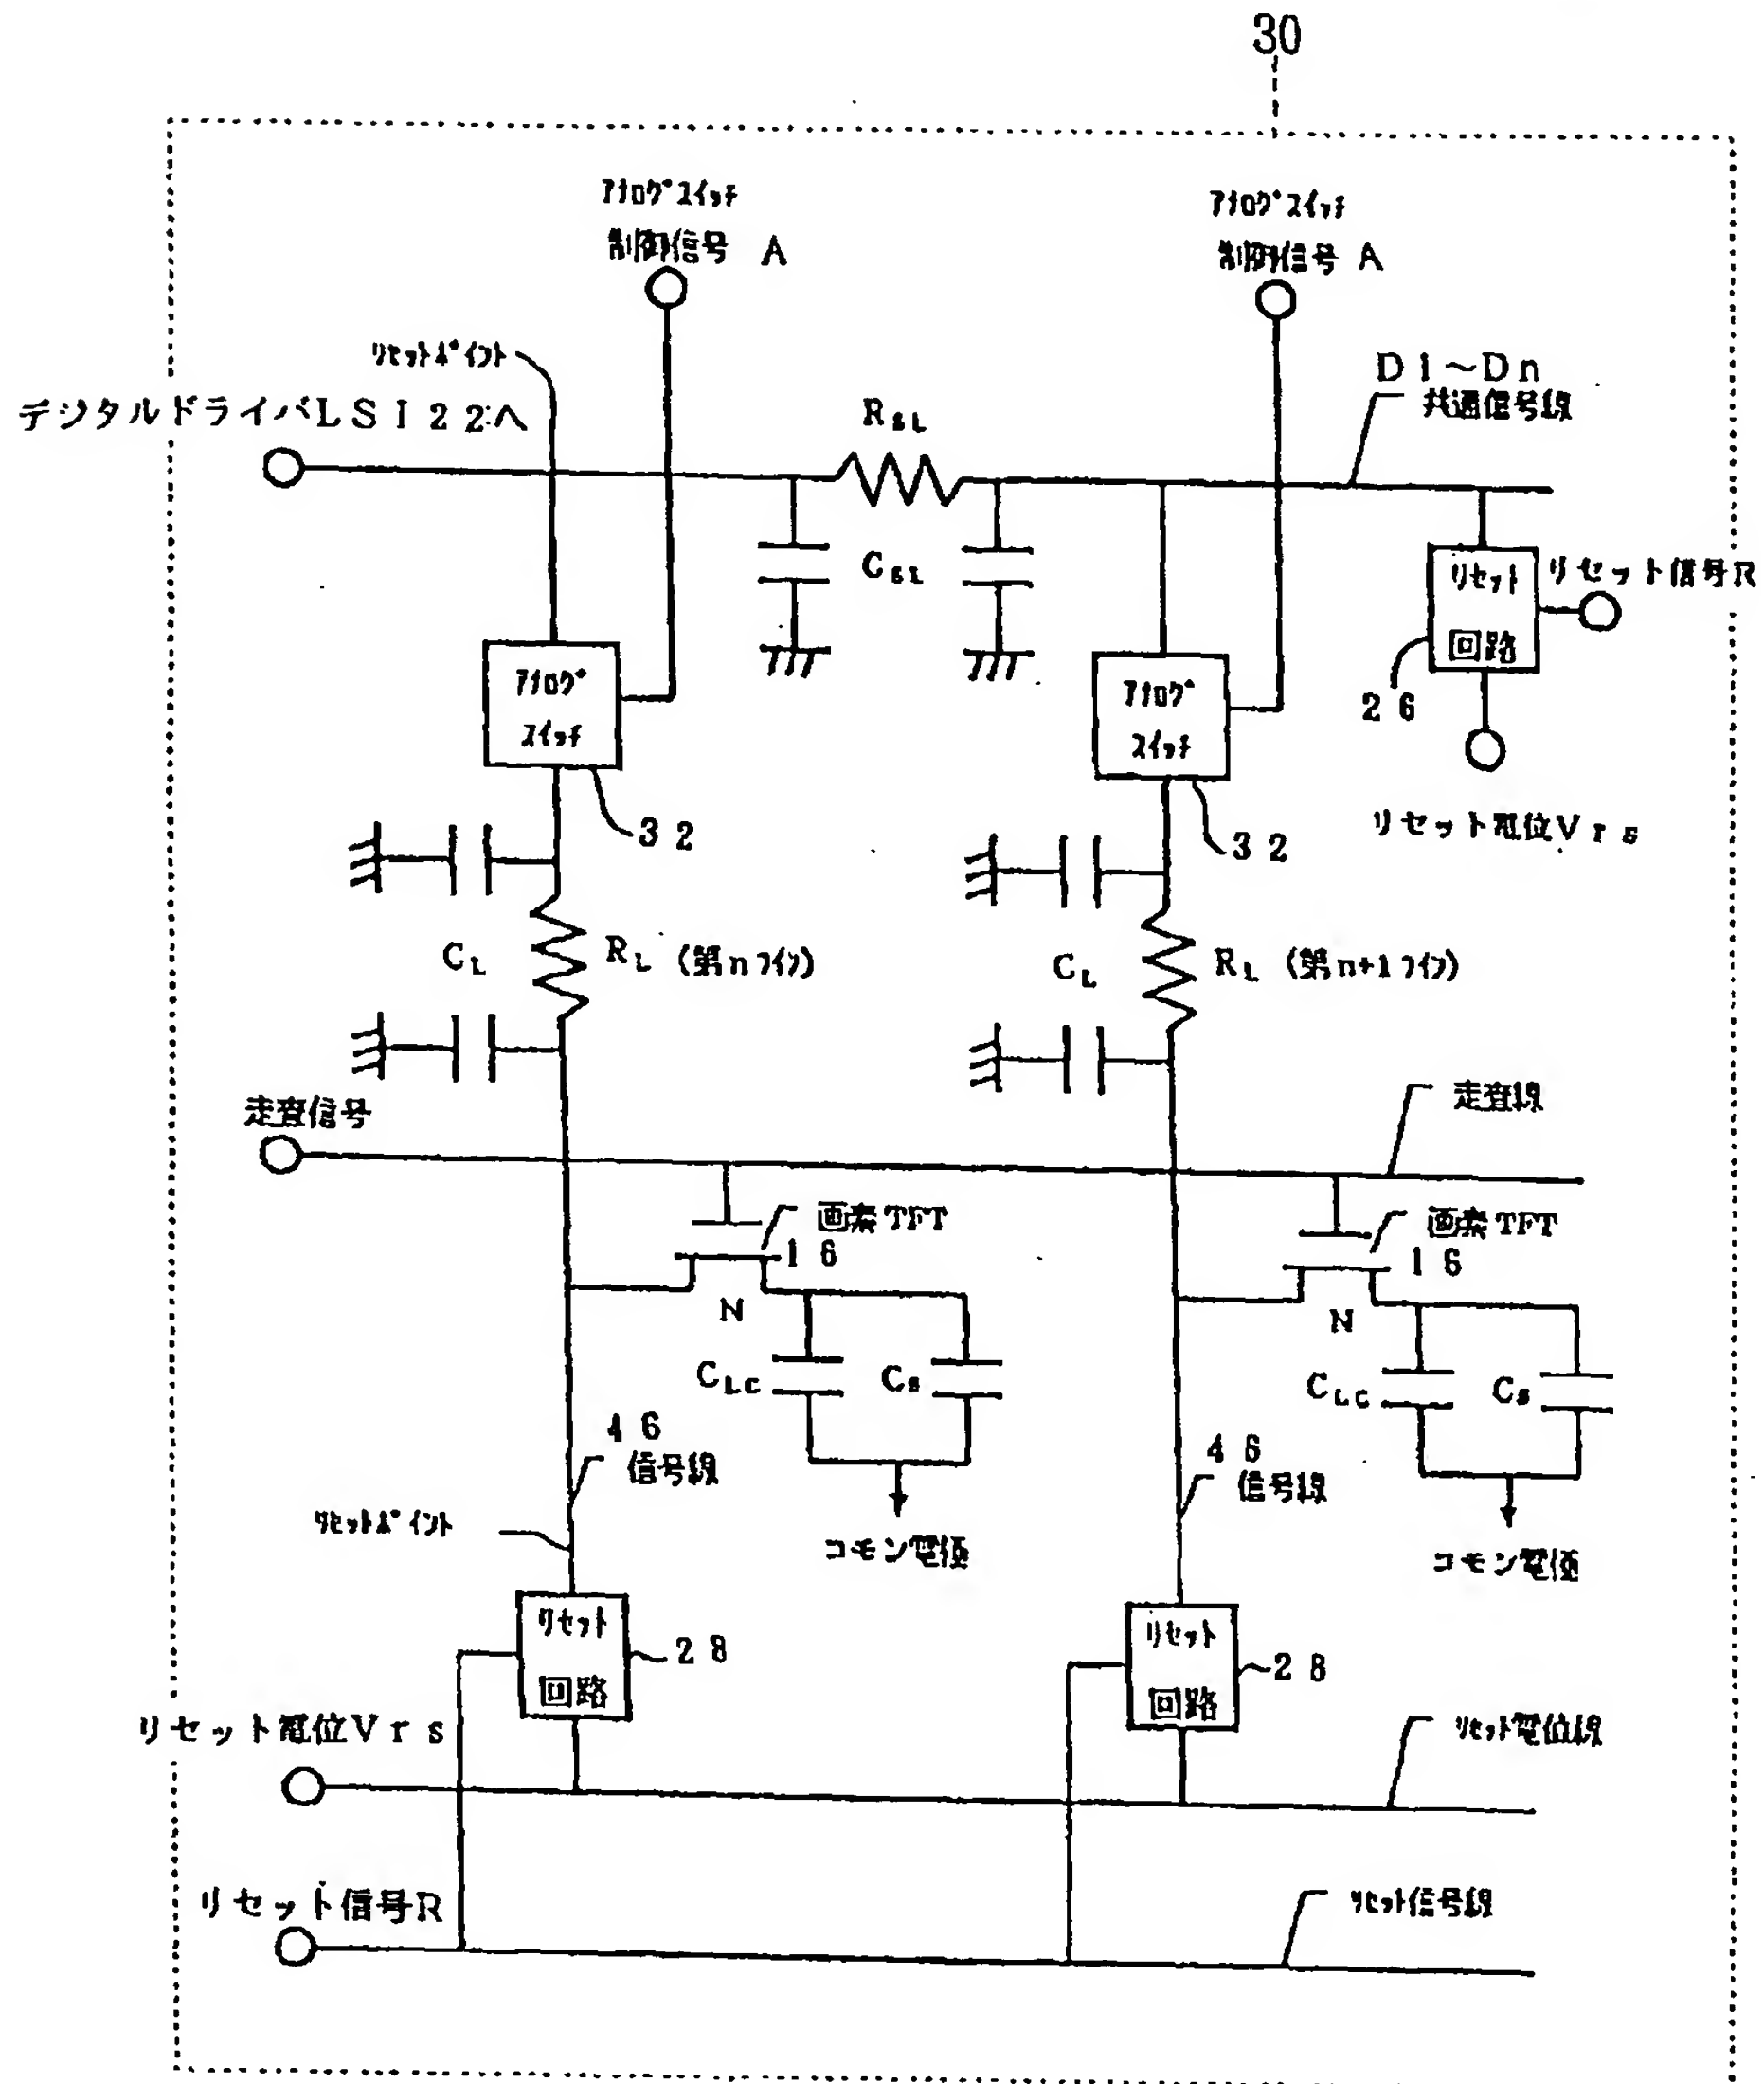 30
ｱﾅﾛｸﾞｽｲｯﾁ
制御信号 A
ｱﾅﾛｸﾞｽｲｯﾁ
制御信号 A
ﾘｾｯﾄﾎﾟｲﾝﾄ
D1～Dn
共通信号線
デジタルドライバLSI22へ
RSL
CSL
リセット信号R
ﾘｾｯﾄ
回路
26
リセット電位Vrs
ｱﾅﾛｸﾞ
ｽｲｯﾁ
32
ｱﾅﾛｸﾞ
ｽｲｯﾁ
32
CL
RL (第nﾗｲﾝ)
CL
RL (第n+1ﾗｲﾝ)
走査信号
走査線
画素TFT
16
N
CLC
Cs
コモン電極
画素TFT
16
N
CLC
Cs
コモン電極
46
信号線
46
信号線
ﾘｾｯﾄﾎﾟｲﾝﾄ
ﾘｾｯﾄ
回路
28
ﾘｾｯﾄ
回路
28
リセット電位Vrs
ﾘｾｯﾄ電位線
リセット信号R
ﾘｾｯﾄ信号線